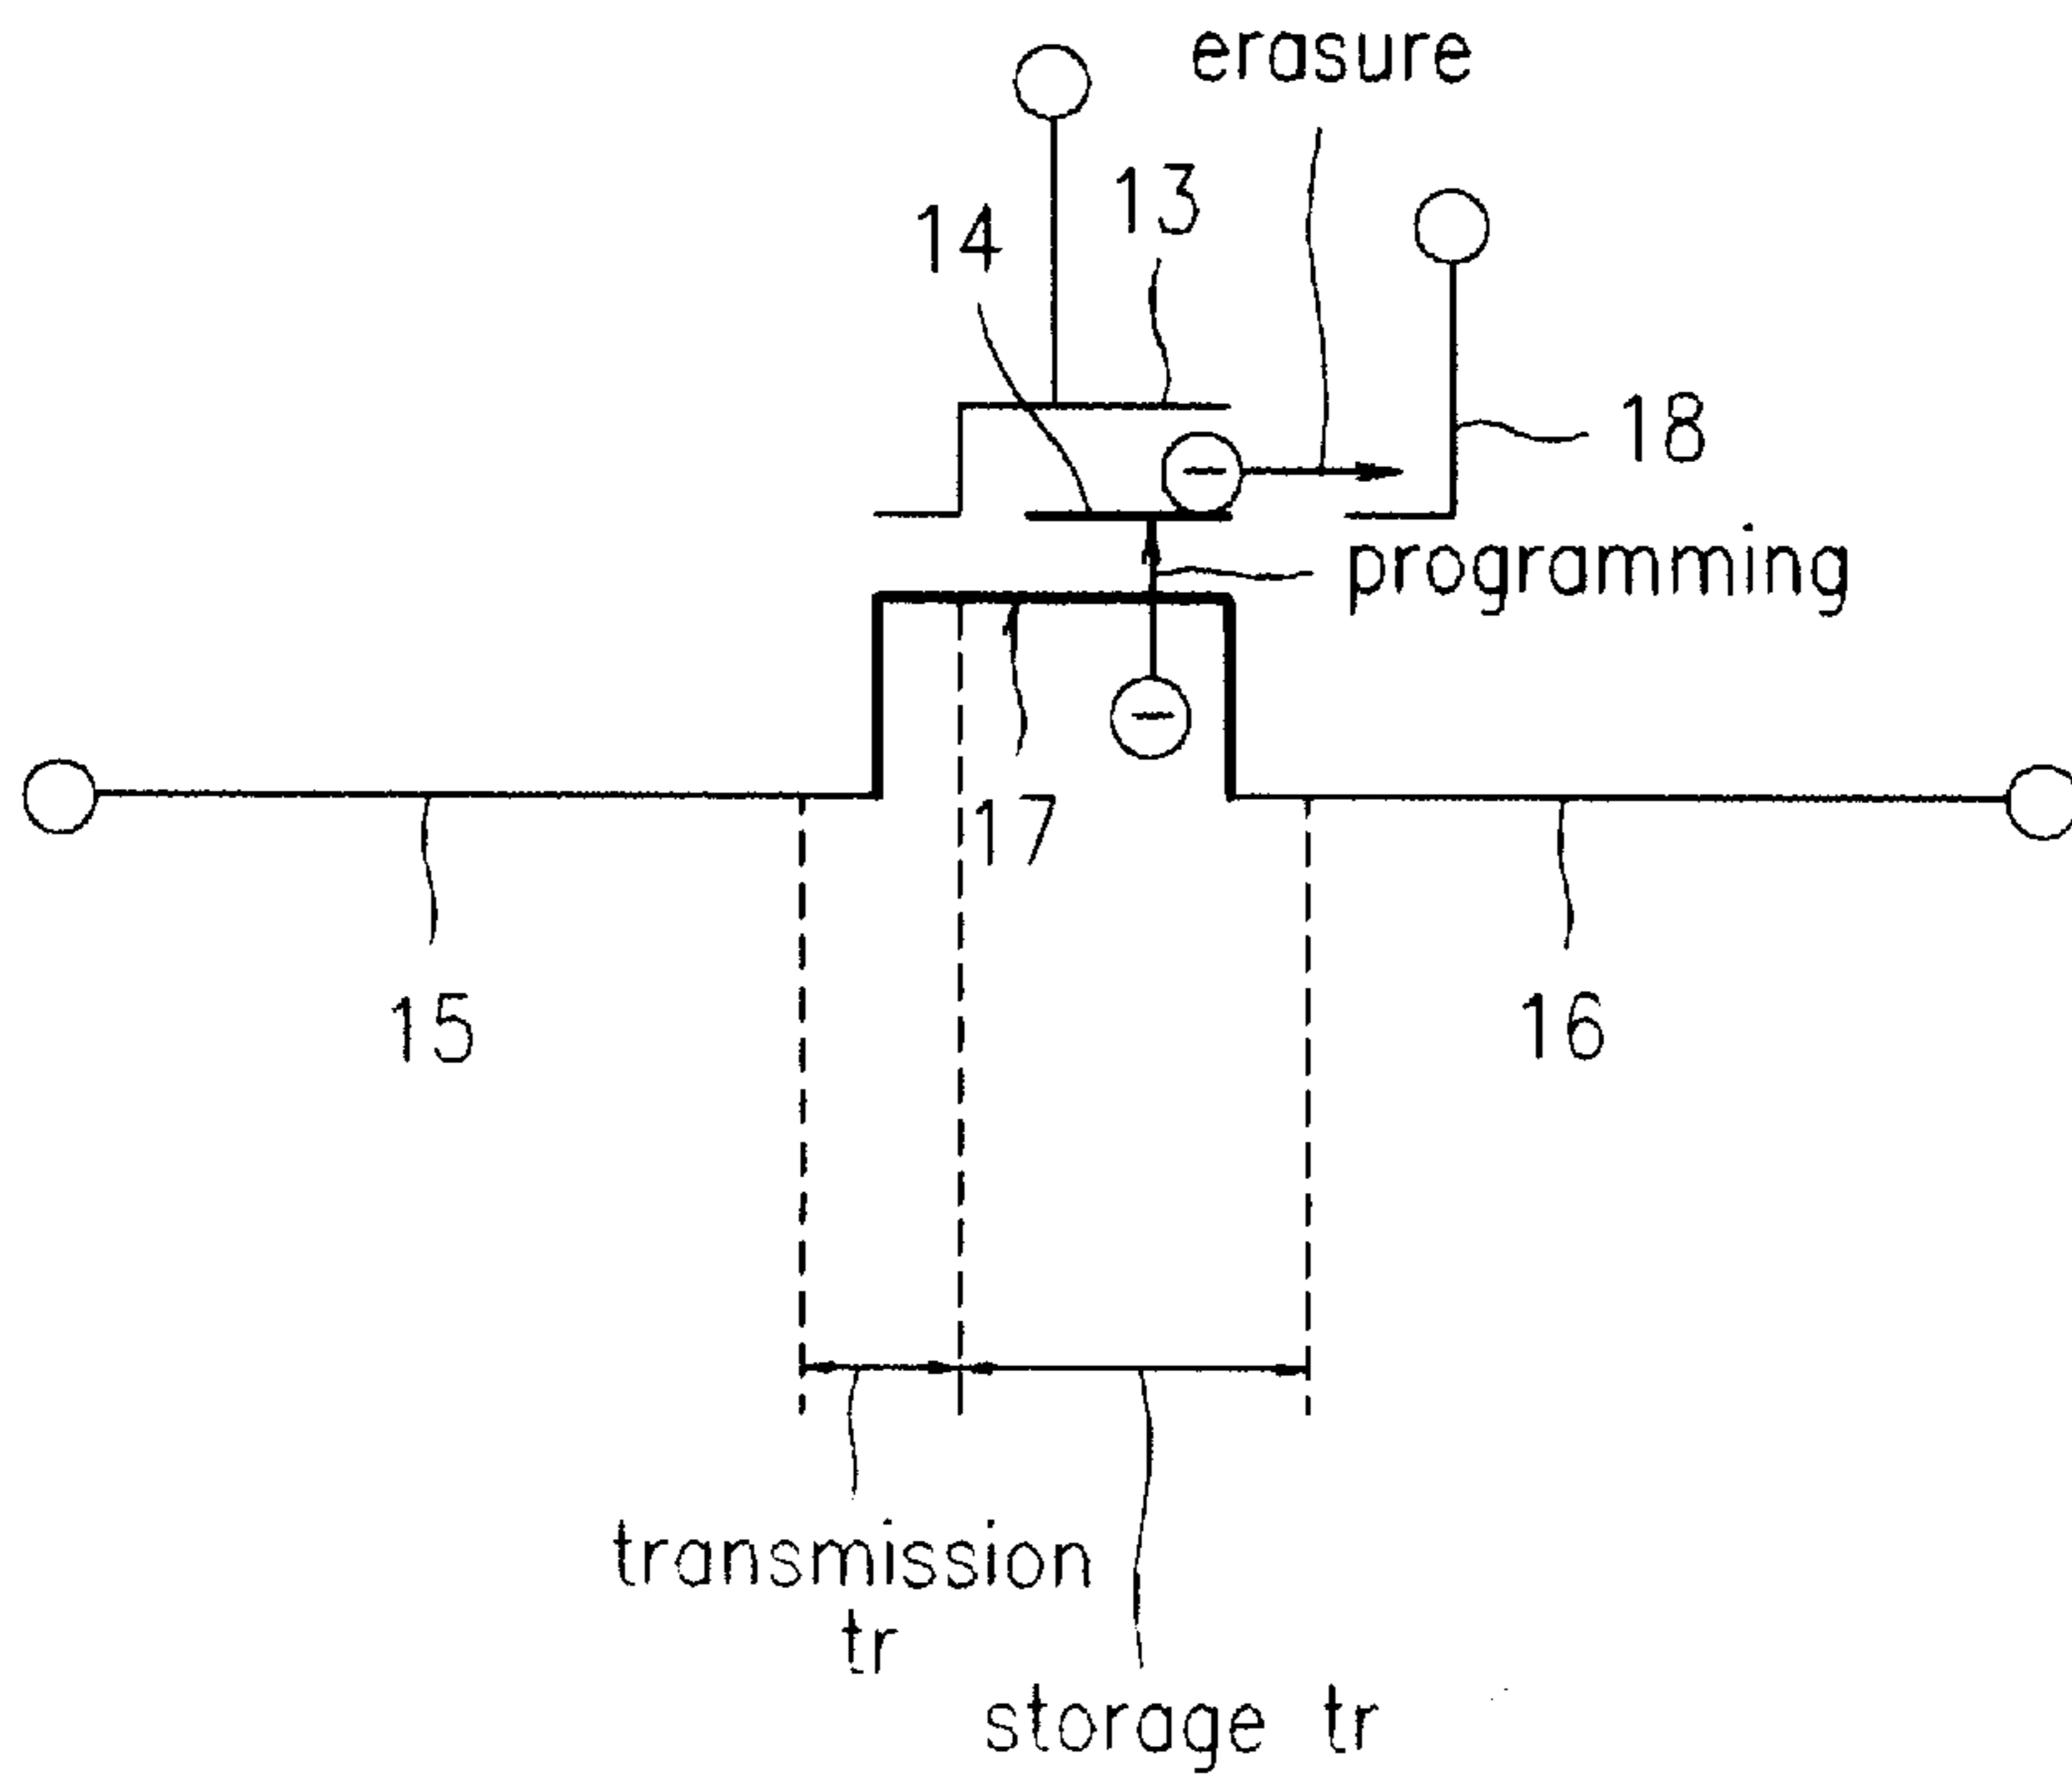 erasure
13
14
18
programming
17
15
16
transmission
tr
storage tr